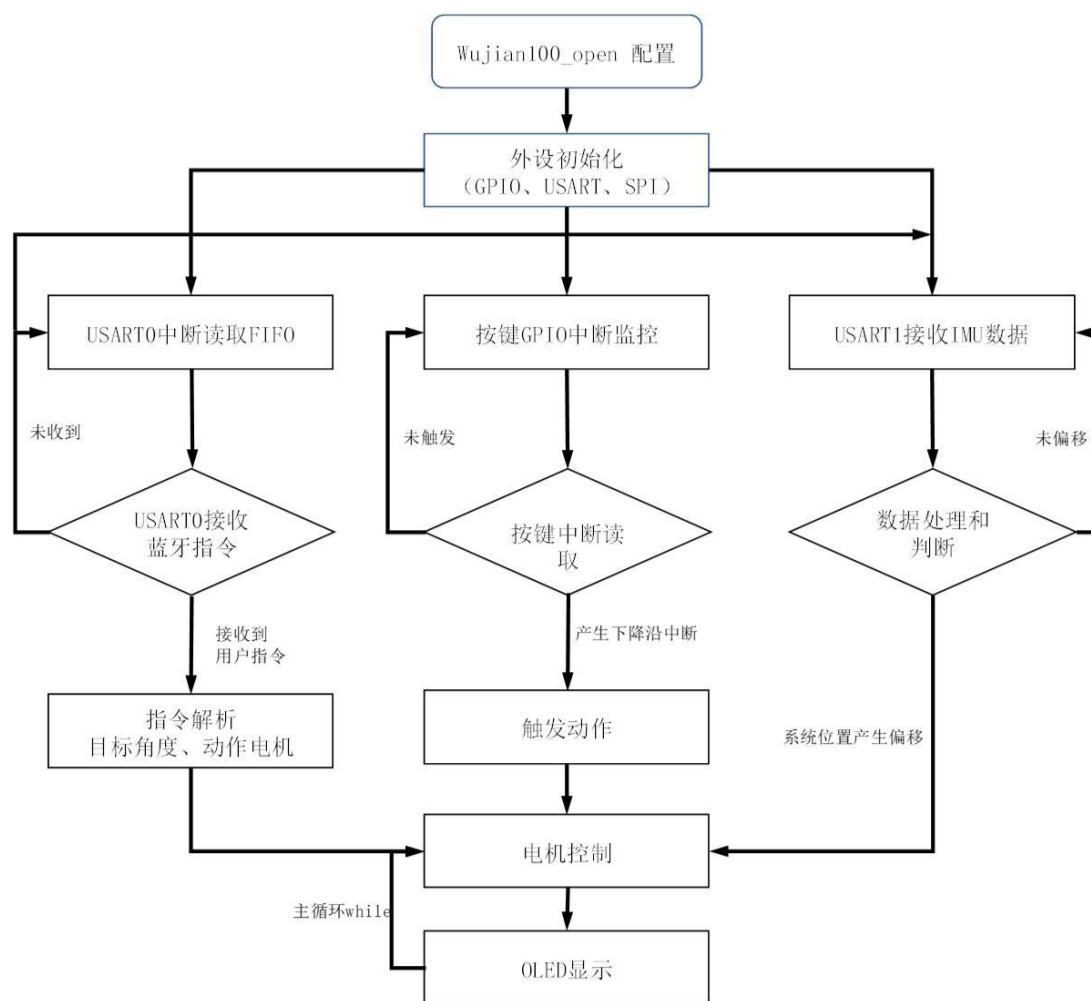 Wujian100_open 配置
外设初始化
（GPIO、USART、SPI）
USART0中断读取FIFO
按键GPIO中断监控
USART1接收IMU数据
未收到
未触发
未偏移
USART0接收
蓝牙指令
按键中断读
取
数据处理和
判断
接收到
用户指令
产生下降沿中断
指令解析
目标角度、动作电机
触发动作
系统位置产生偏移
电机控制
主循环while
OLED显示